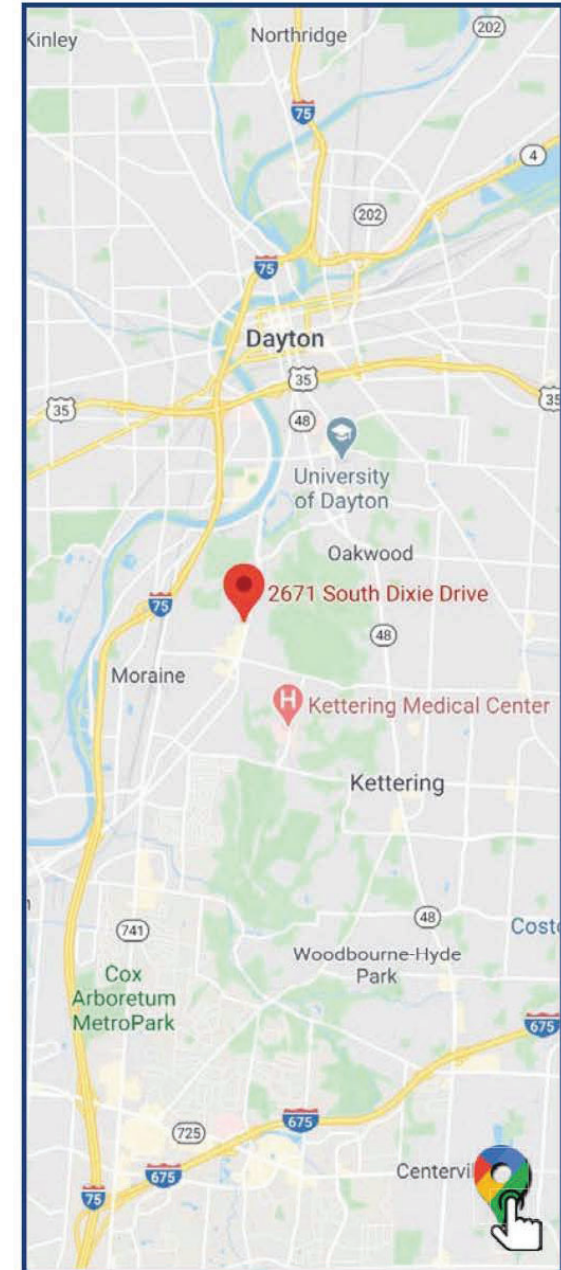 Kinley
Northridge
202
75
4
202
75
Dayton
35
35
35
48
University
of Dayton
Oakwood
2671 South Dixie Drive
75
48
Moraine
H
Kettering Medical Center
Kettering
48
741
Costc
Woodbourne-Hyde
Park
Cox
Arboretum
MetroPark
675
675
725
675
Centervil
75